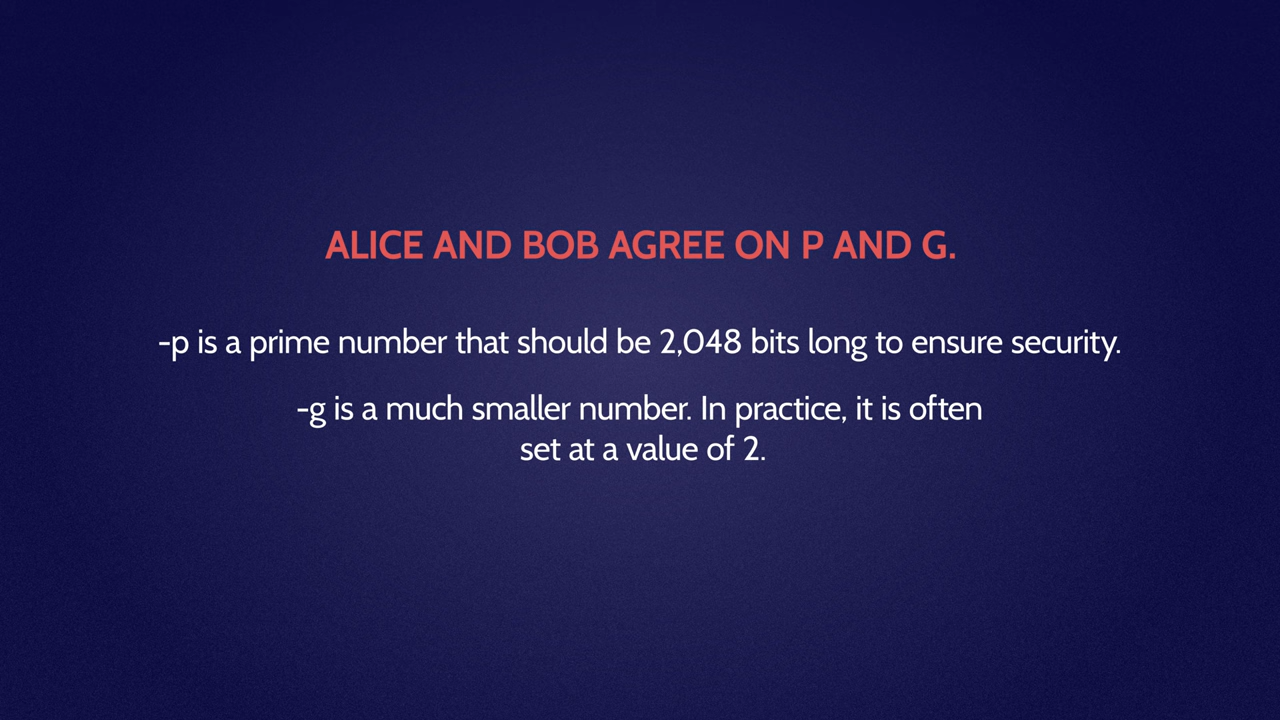 ALICE AND BOB AGREE ON P AND G.
-p is a prime number that should be 2,048 bits long to ensure security.
-g is a much smaller number. In practice, it is often
set at a value of 2.